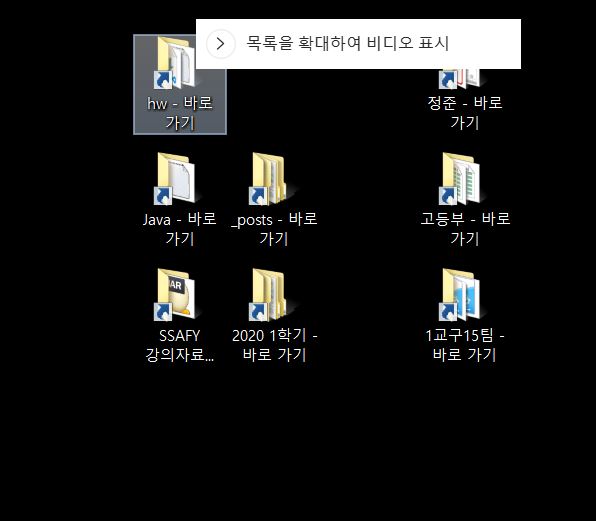 목록을 확대하여 비디오 표시
hw - 바로
가기
정준 - 바로
가기
Java - 바로
가기
_posts - 바로
가기
고등부 - 바로
가기
AR
SSAFY
강의자료...
2020 1학기 -
바로 가기
1교구15팀 -
바로 가기